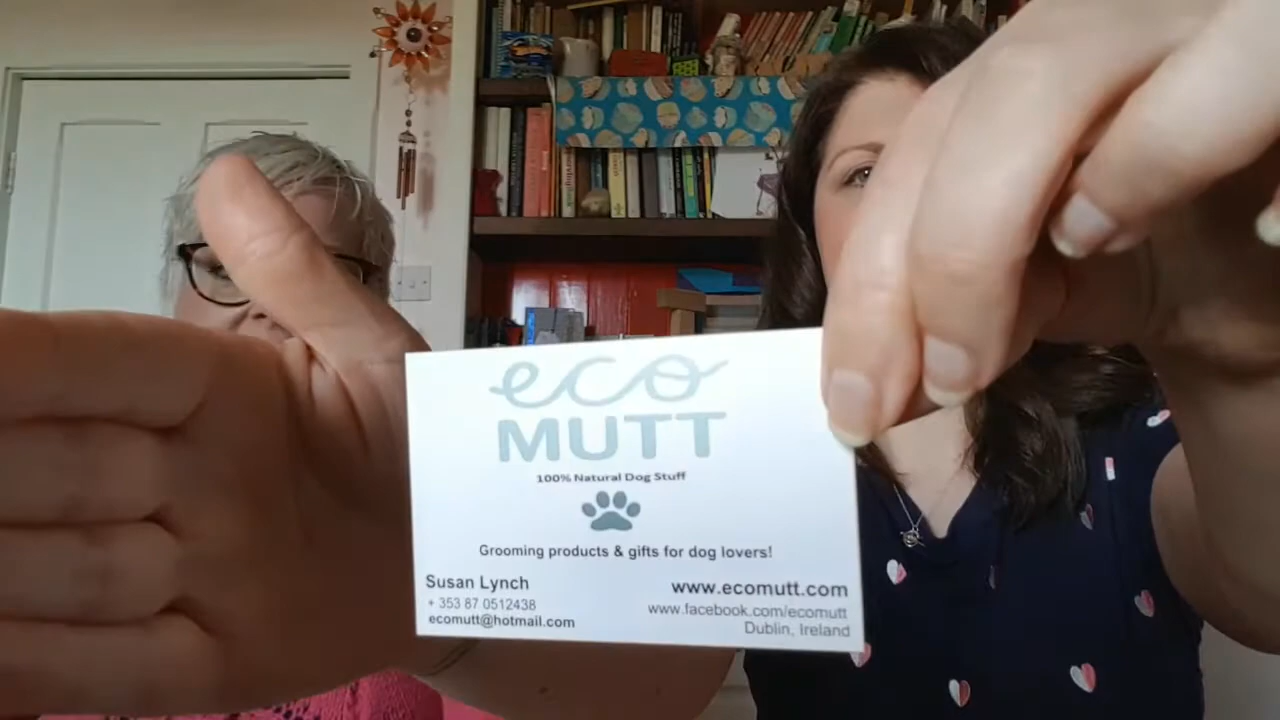 eco
MUTT
100% Natural Dog Stuff
Grooming products & gifts for dog lovers!
Susan Lynch
+ 353 87 0512438
ecomutt@hotmail.com
www.ecomutt.com
www.facebook.com/ecomutt
Dublin, Ireland